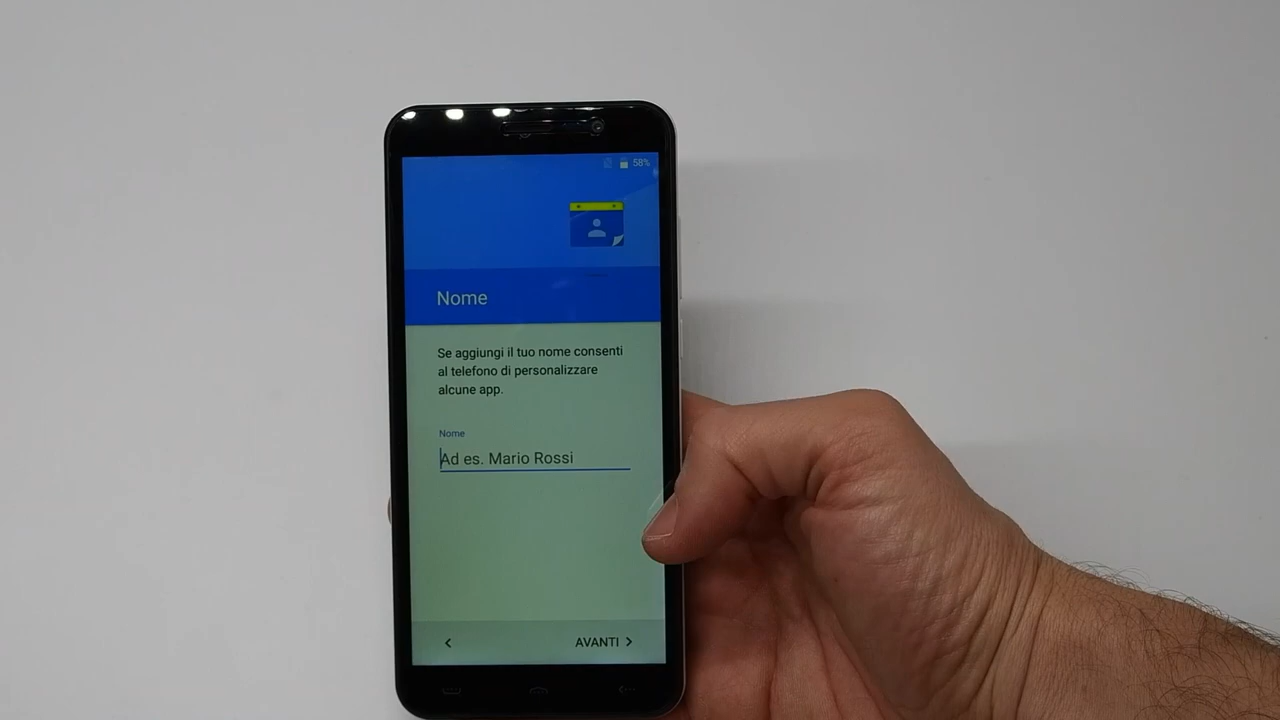 58%
Nome
Se aggiungi il tuo nome consenti
al telefono di personalizzare
alcune app.
Nome
Ad es. Mario Rossi
AVANTI